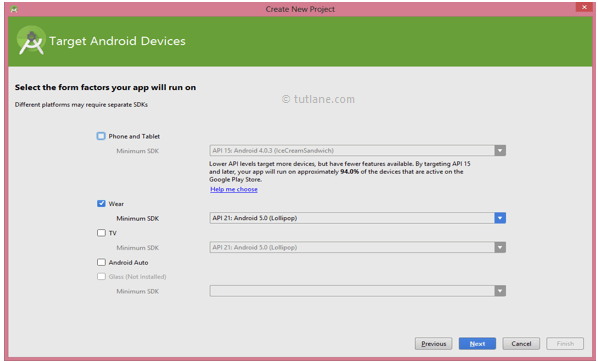 Create New Project
Target Android Devices
Select the form factors your app will run on
Different platforms may require separate SDKs
© tutlane.com
Phone and Tablet
Minimum SDK API 15: Android 4.0.3 (IceCreamSandwich)
Lower API levels target more devices, but have fewer features available. By targeting API 15
and later, your app will run on approximately 94.0% of the devices that are active on the
Google Play Store.
Help me choose
Wear
Minimum SDK API 21: Android 5.0 (Lollipop)
TV
Minimum SDK API 21: Android 5.0 (Lollipop)
Android Auto
Glass (Not Installed)
Minimum SDK
Previous Next Cancel Finish